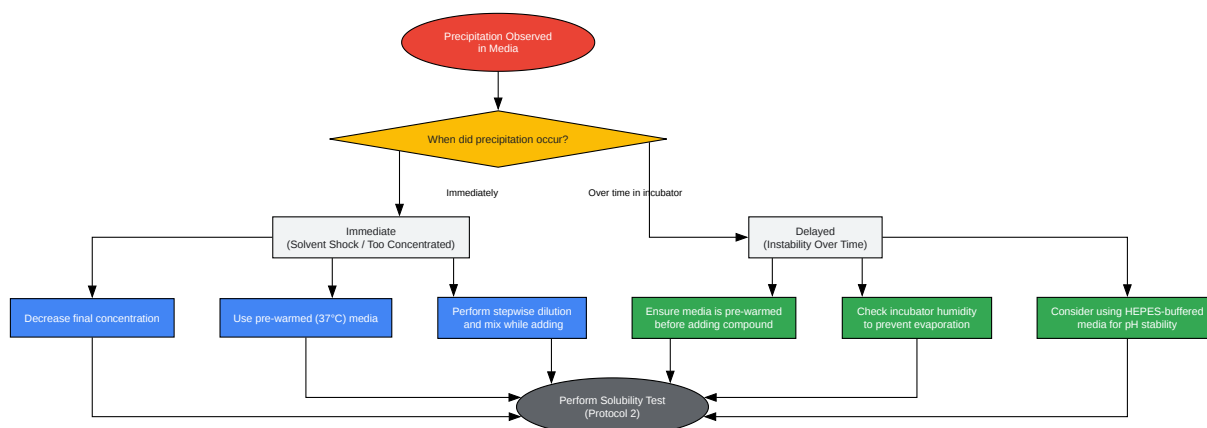 Precipitation Observed
in Media
When did precipitation occur?
Immediately
Over time in incubator
Immediate
(Solvent Shock / Too Concentrated)
Delayed
(Instability Over Time)
Decrease final concentration
Use pre-warmed (37°C) media
Perform stepwise dilution
and mix while adding
Ensure media is pre-warmed
before adding compound
Check incubator humidity
to prevent evaporation
Consider using HEPES-buffered
media for pH stability
Perform Solubility Test
(Protocol 2)